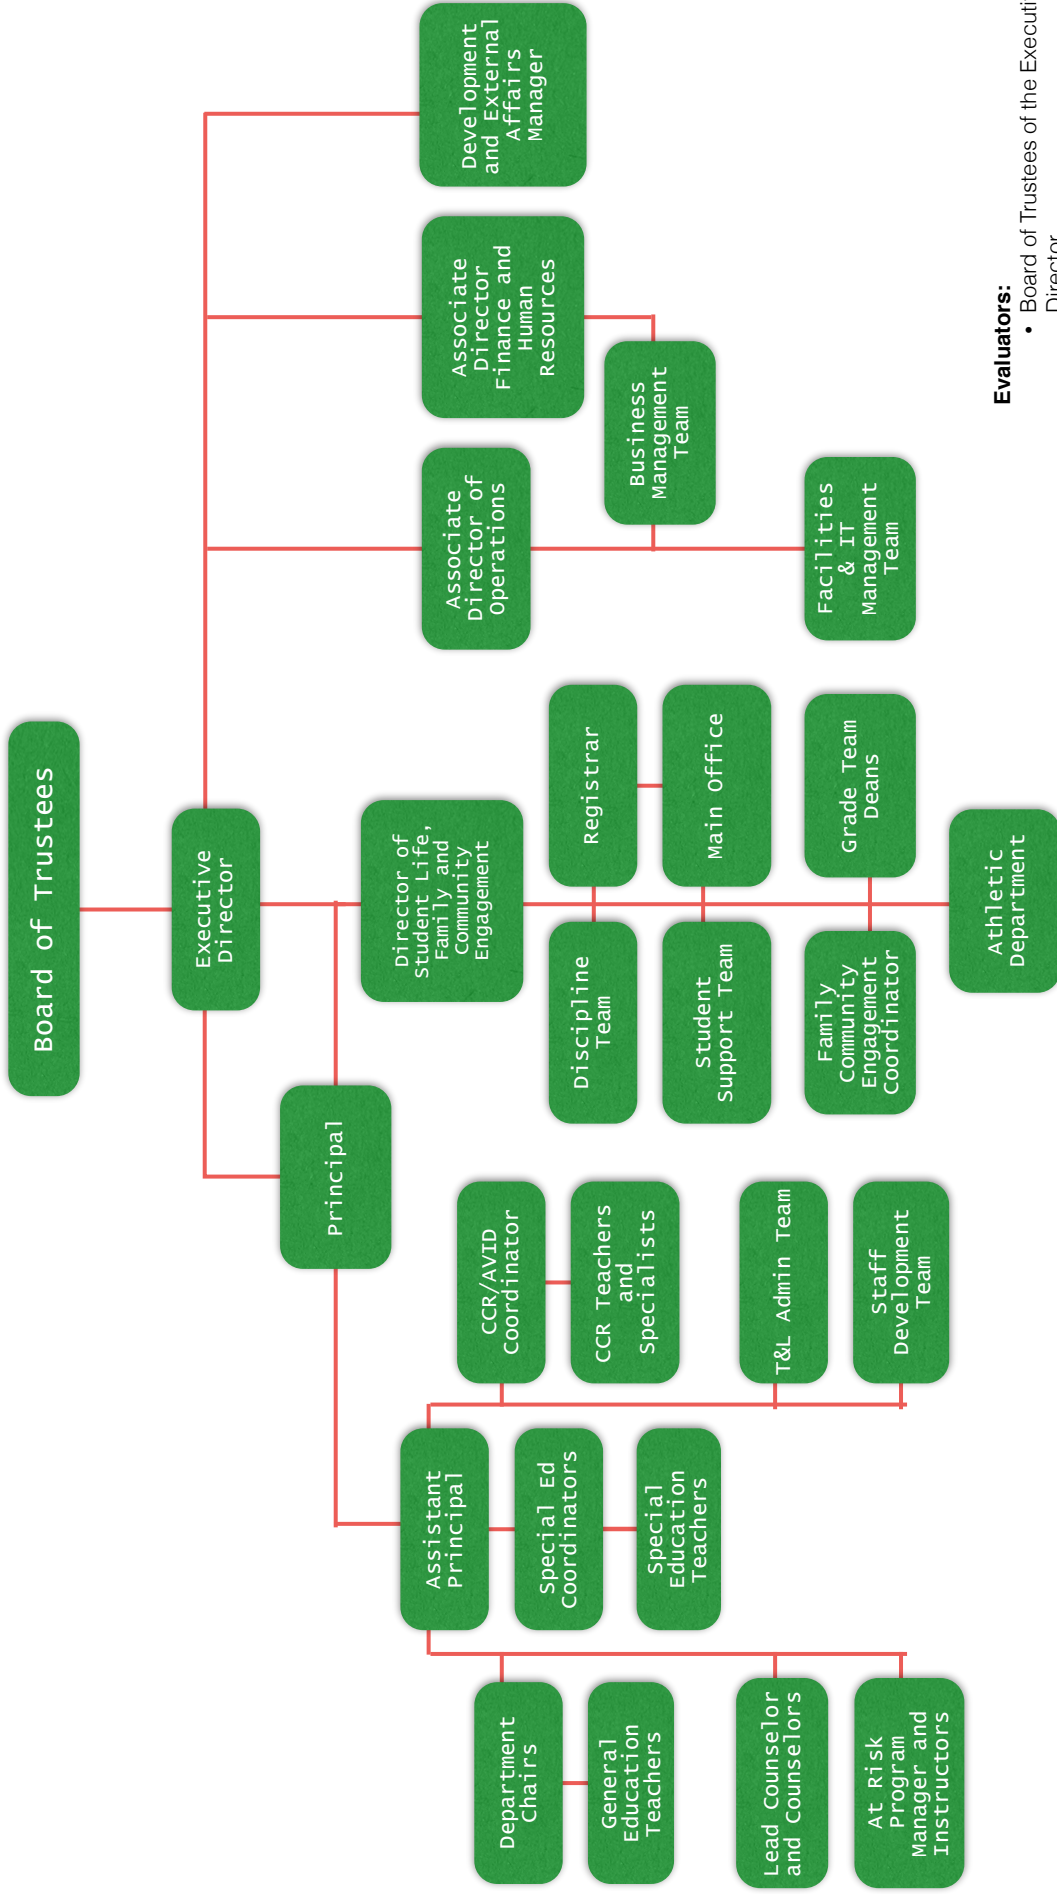 Board of Trustees
Executive
Director
Principal
Director of
Student Life,
Family and
Community
Engagement
Associate
Director of
Operations
Associate
Director
Finance and
Human
Resources
Development
and External
Affairs
Manager
Assistant
Principal
CCR/AVID
Coordinator
Department
Chairs
Special Ed
Coordinators
CCR Teachers
and
Specialists
Discipline
Team
Registrar
Business
Management
Team
General
Education
Teachers
Special
Education
Teachers
Student
Support Team
Main office
Lead Counselor
and Counselors
T&L Admin Team
Family
Community
Engagement
Coordinator
Grade Team
Deans
Facilities
& IT
Management
Team
At Risk
Program
Manager and
Instructors
Staff
Development
Team
Athletic
Department
Evaluators:
• Board of Trustees of the Executi
Director